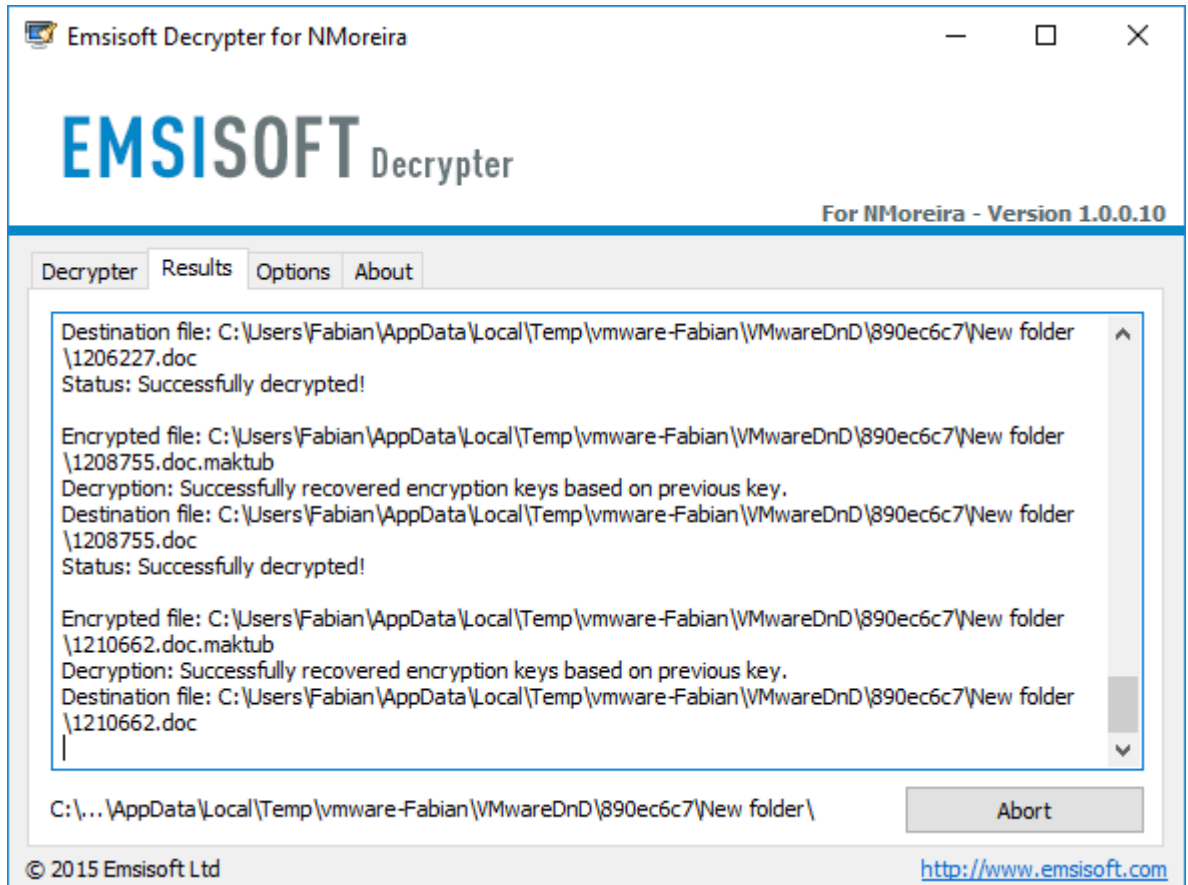 Emsisoft Decrypter for NMoreira
EMSISOFT Decrypter
For NMoreira - Version 1.0.0.10
Decrypter Results Options About
Destination file: C:\Users\Fabian\AppData\Local\Temp\vmware-Fabian\VMwareDnD\890ec6c7\New folder
\1206227.doc
Status: Successfully decrypted!
Encrypted file: C:\Users\Fabian\AppData\Local\Temp\vmware-Fabian\VMwareDnD\890ec6c7\New folder
\1208755.doc.maktub
Decryption: Successfully recovered encryption keys based on previous key.
Destination file: C:\Users\Fabian\AppData\Local\Temp\vmware-Fabian\VMwareDnD\890ec6c7\New folder
\1208755.doc
Status: Successfully decrypted!
Encrypted file: C:\Users\Fabian\AppData\Local\Temp\vmware-Fabian\VMwareDnD\890ec6c7\New folder
\1210662.doc.maktub
Decryption: Successfully recovered encryption keys based on previous key.
Destination file: C:\Users\Fabian\AppData\Local\Temp\vmware-Fabian\VMwareDnD\890ec6c7\New folder
\1210662.doc
C:\...\AppData\Local\Temp\vmware-Fabian\VMwareDnD\890ec6c7\New folder\
Abort
© 2015 Emsisoft Ltd
http://www.emsisoft.com